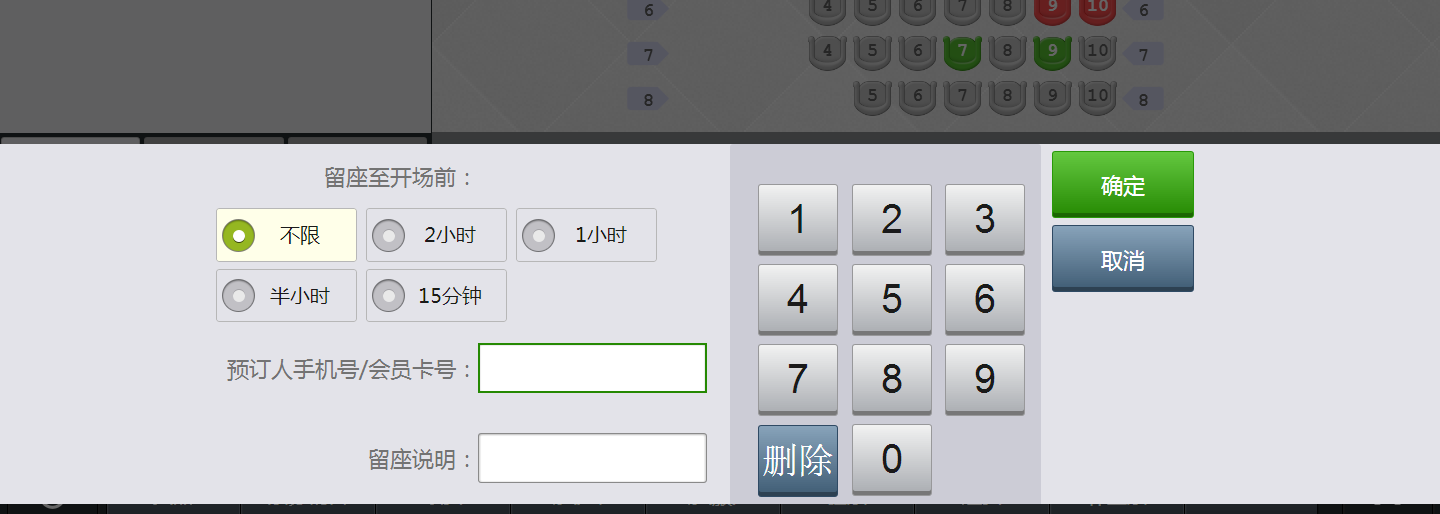 6 4 5 6 7 8 9 10 6
7 4 5 6 7 8 9 10 7
8 5 6 7 8 9 10 8
留座至开场前：
不限 2小时 1小时
半小时 15分钟
预订人手机号/会员卡号：
留座说明：
1 2 3
4 5 6
7 8 9
删除 0
确定
取消